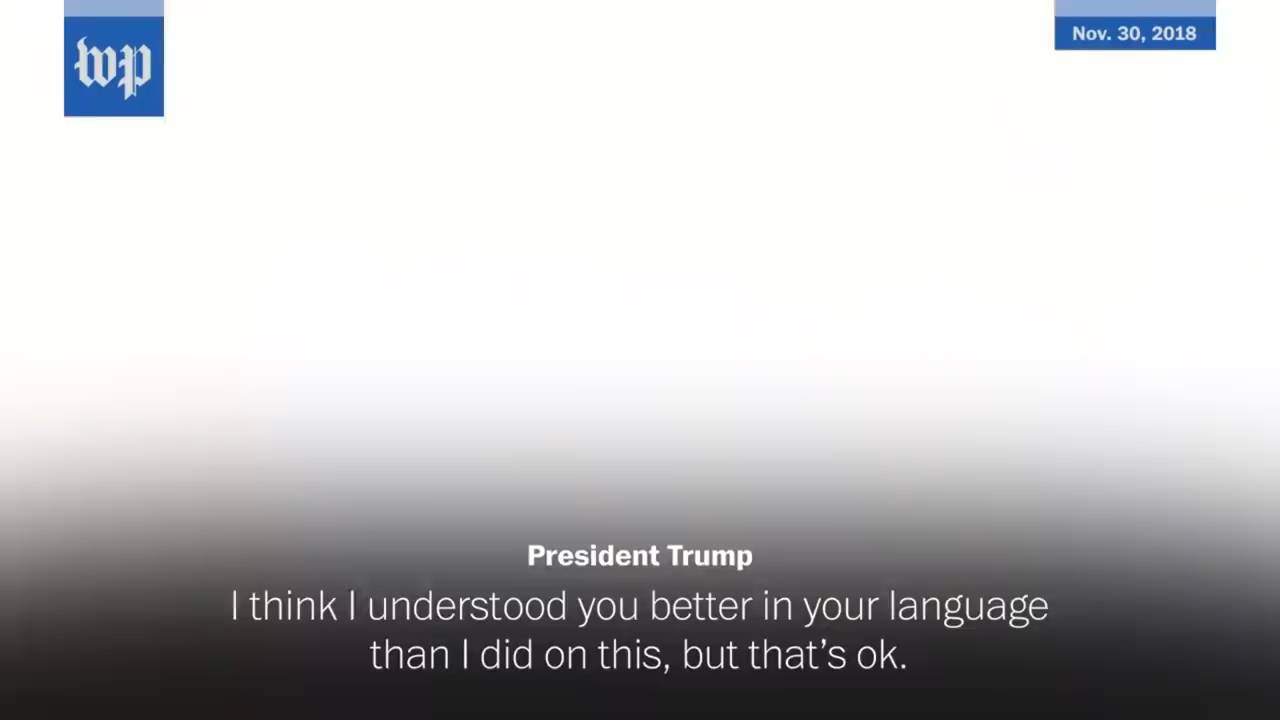 wp
Nov. 30, 2018
President Trump
I think I understood you better in your language
than I did on this, but that's ok.